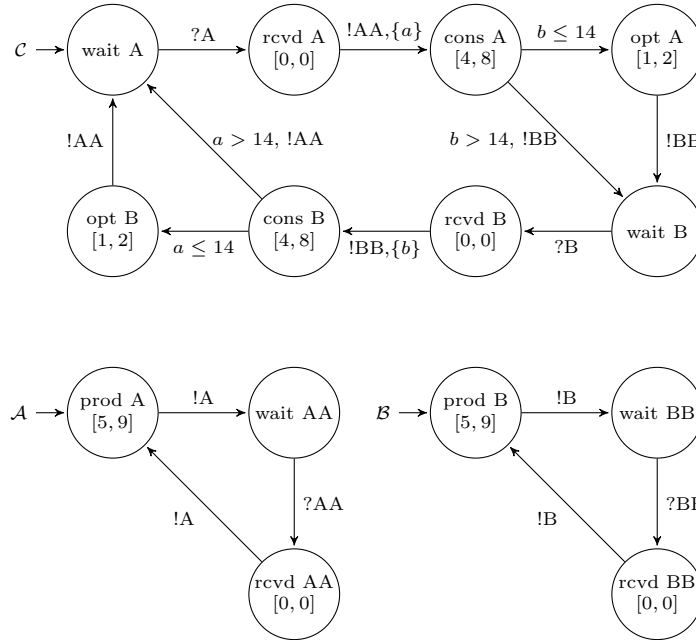 𝒞
wait A
?A
rcvd A
[0, 0]
!AA,{a}
cons A
[4, 8]
b ≤ 14
opt A
[1, 2]
!AA
a > 14, !AA
b > 14, !BB
!BB
opt B
[1, 2]
a ≤ 14
cons B
[4, 8]
!BB,{b}
rcvd B
[0, 0]
?B
wait B
𝒜
prod A
[5, 9]
!A
wait AA
?AA
!A
rcvd AA
[0, 0]
ℬ
prod B
[5, 9]
!B
wait BB
?BB
!B
rcvd BB
[0, 0]